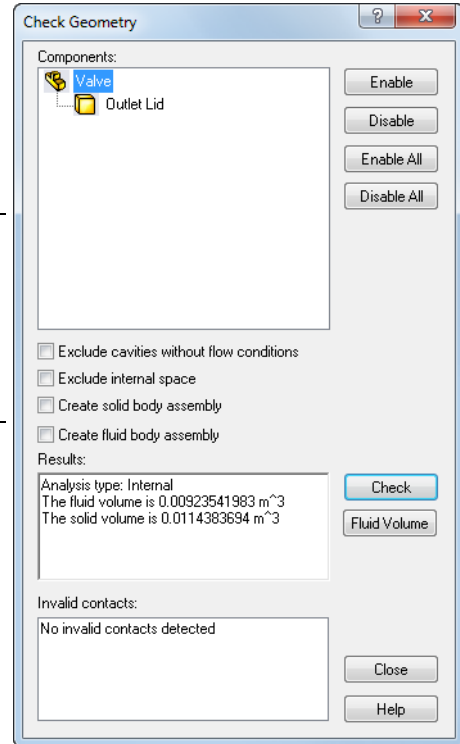 Check Geometry
?
X
Components:
Valve
Outlet Lid
Enable
Disable
Enable All
Disable All
Exclude cavities without flow conditions
Exclude internal space
Create solid body assembly
Create fluid body assembly
Results:
Analysis type: Internal
The fluid volume is 0.00923541983 m^3
The solid volume is 0.0114383694 m^3
Check
Fluid Volume
Invalid contacts:
No invalid contacts detected
Close
Help